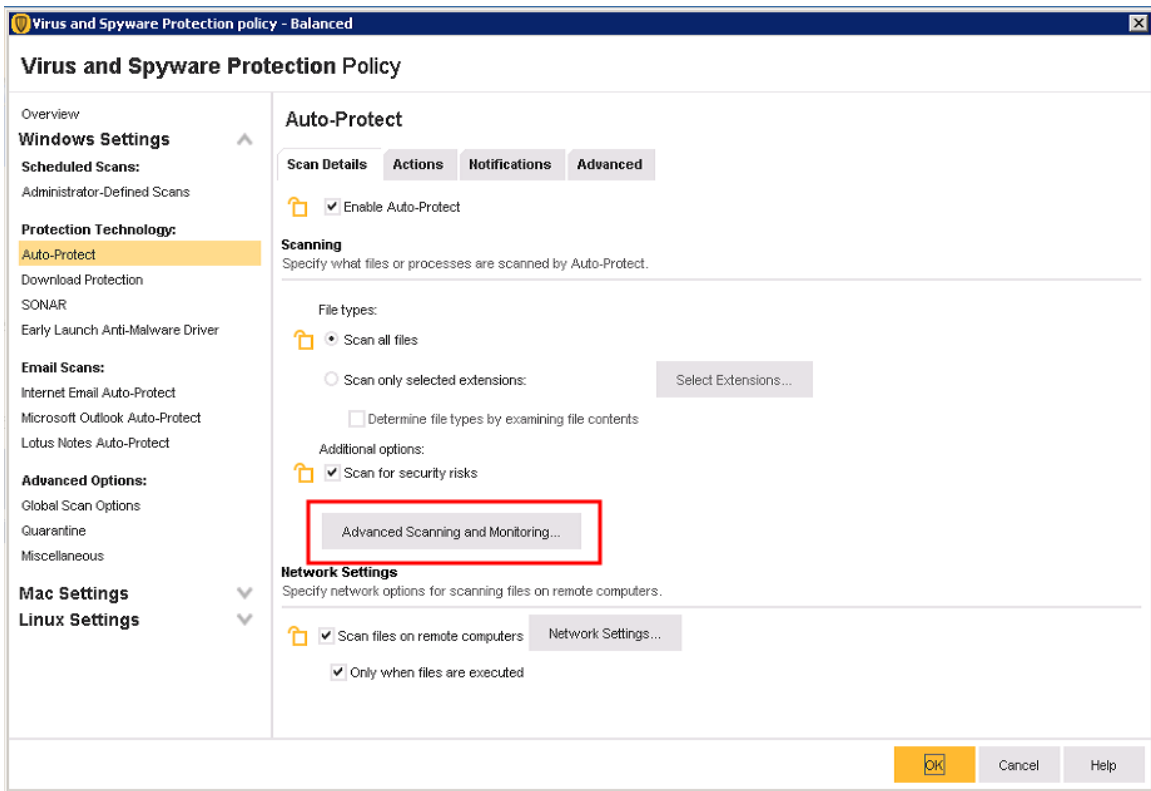 Virus and Spyware Protection policy - Balanced
Virus and Spyware Protection Policy
Overview
Windows Settings
Scheduled Scans:
Administrator-Defined Scans
Protection Technology:
Auto-Protect
Download Protection
SONAR
Early Launch Anti-Malware Driver
Email Scans:
Internet Email Auto-Protect
Microsoft Outlook Auto-Protect
Lotus Notes Auto-Protect
Advanced Options:
Global Scan Options
Quarantine
Miscellaneous
Mac Settings
Linux Settings
Auto-Protect
Scan Details Actions Notifications Advanced
Enable Auto-Protect
Scanning
Specify what files or processes are scanned by Auto-Protect.
File types:
Scan all files
Scan only selected extensions: Select Extensions...
Determine file types by examining file contents
Additional options:
Scan for security risks
Advanced Scanning and Monitoring...
Network Settings
Specify network options for scanning files on remote computers.
Scan files on remote computers Network Settings...
Only when files are executed
OK Cancel Help